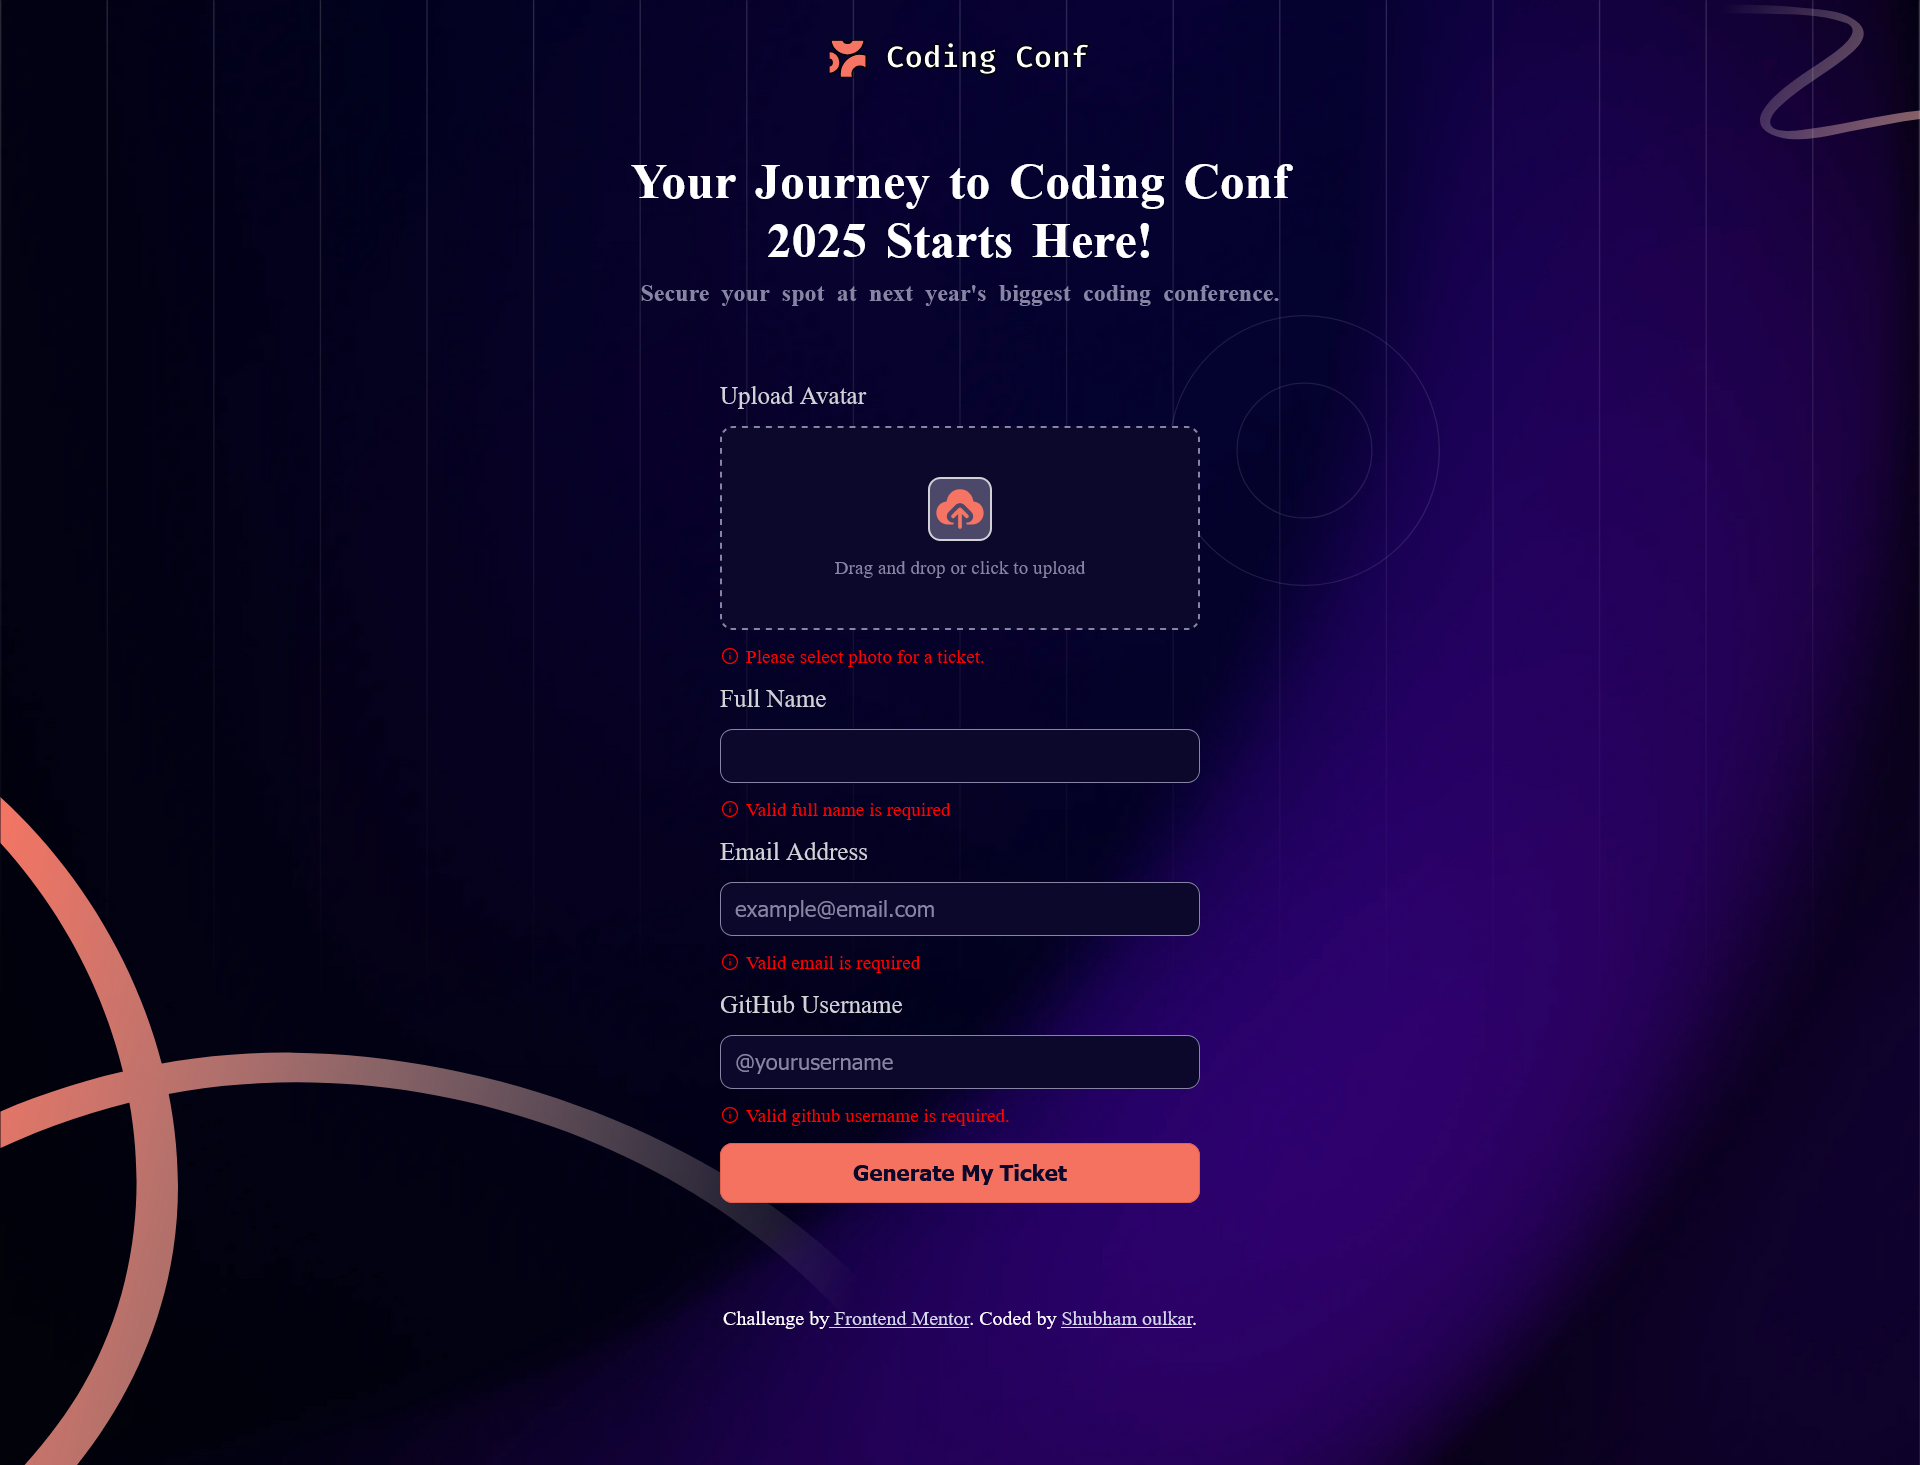 Coding Conf
Your Journey to Coding Conf
2025 Starts Here!
Secure your spot at next year's biggest coding conference.
Upload Avatar
Drag and drop or click to upload
Please select photo for a ticket.
Full Name
Valid full name is required
Email Address
example@email.com
Valid email is required
GitHub Username
@yourusername
Valid github username is required.
Generate My Ticket
Challenge by Frontend Mentor. Coded by Shubham oulkar.